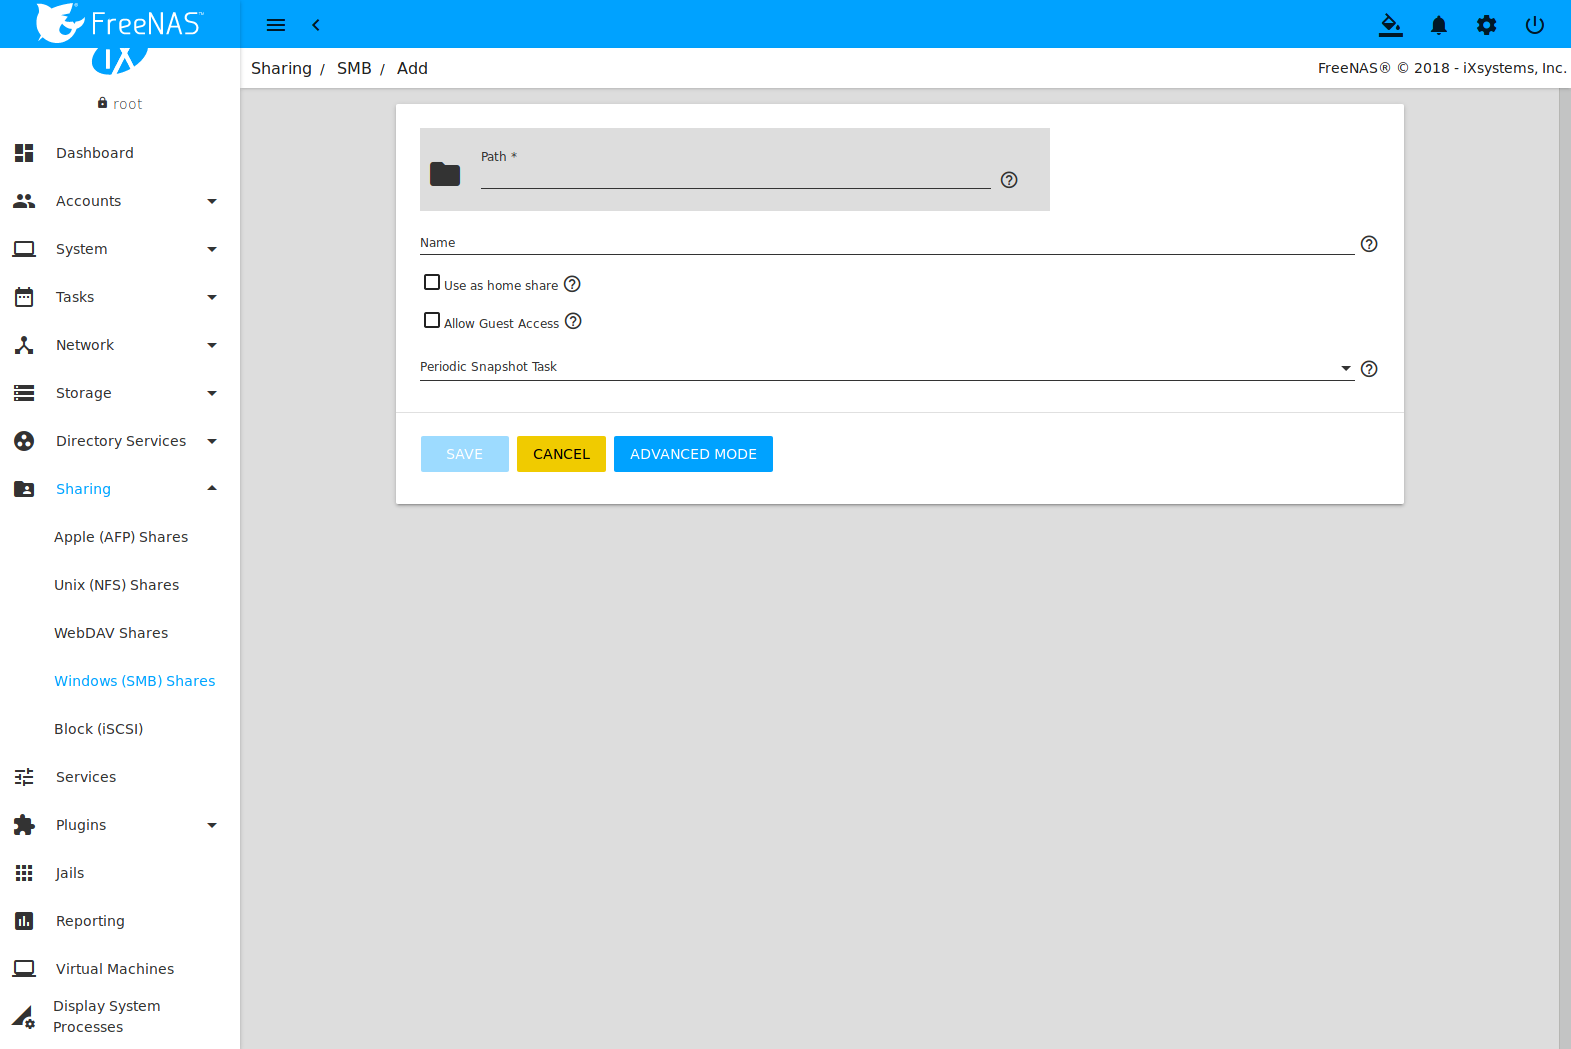 FreeNAS™
Sharing / SMB / Add
FreeNAS® © 2018 - iXsystems, Inc.
iX
root
Dashboard
Accounts
System
Tasks
Network
Storage
Directory Services
Sharing
Apple (AFP) Shares
Unix (NFS) Shares
WebDAV Shares
Windows (SMB) Shares
Block (iSCSI)
Services
Plugins
Jails
Reporting
Virtual Machines
Display System
Processes
Path *
Name
Use as home share
Allow Guest Access
Periodic Snapshot Task
SAVE
CANCEL
ADVANCED MODE